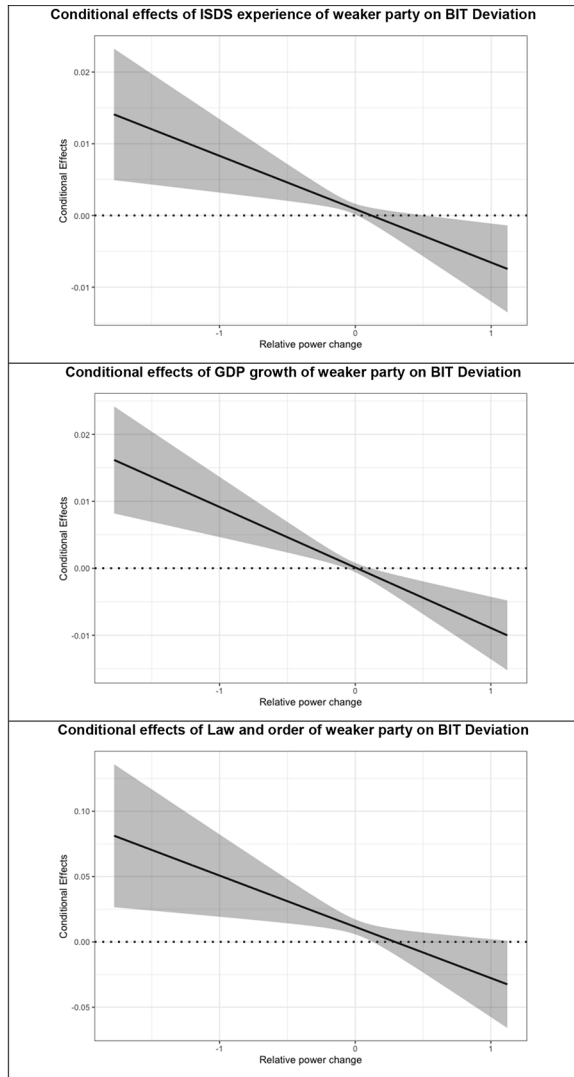 Conditional effects of ISDS experience of weaker party on BIT Deviation
0.02
0.01
0.00
-0.01
Conditional Effects
-1
0
1
Relative power change
Conditional effects of GDP growth of weaker party on BIT Deviation
0.02
0.01
0.00
-0.01
Conditional Effects
-1
0
1
Relative power change
Conditional effects of Law and order of weaker party on BIT Deviation
0.10
0.05
0.00
-0.05
Conditional Effects
-1
0
1
Relative power change